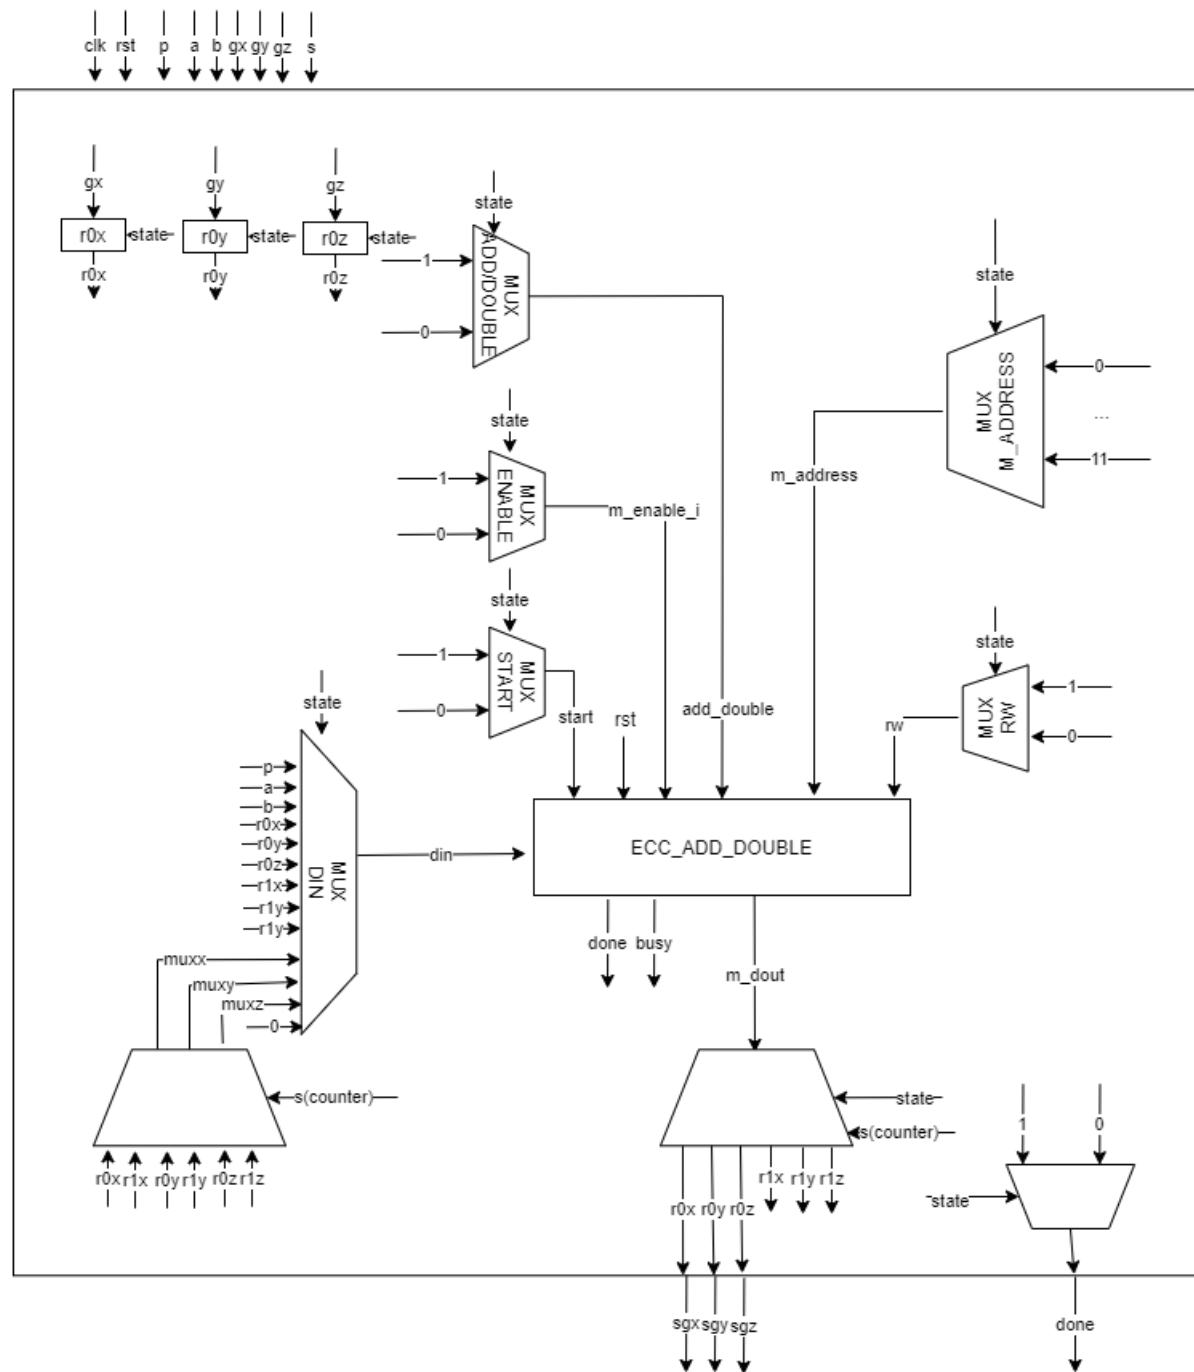 clk rst p a b gx gy gz s
gx gy gz
r0x state r0y state r0z state
r0x r0y r0z
state
1
0
MUX
ADD/DOUBLE
state
0
...
11
MUX
M_ADDRESS
state
1
0
MUX
ENABLE
m_enable_i
m_address
state
1
0
MUX
START
start
rst
add_double
state
1
0
MUX
RW
rw
state
p
a
b
r0x
r0y
r0z
r1x
r1y
r1y
muxx
muxy
muxz
0
MUX
DIN
din
ECC_ADD_DOUBLE
done busy
m_dout
s(counter)
r0x r1x r0y r1y r0z r1z
state
s(counter)
r0x r0y r0z r1x r1y r1z
1 0
state
sgx sgy sgz
done